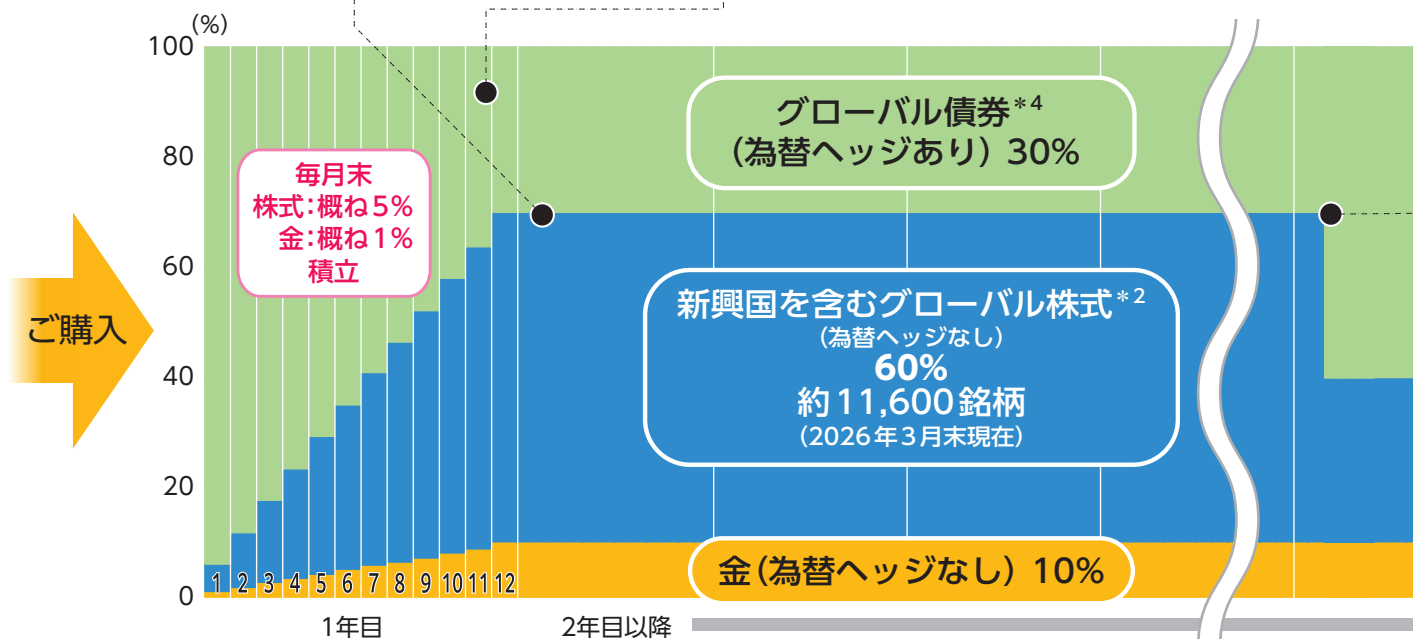 (%)
100
80
60
40
20
0
ご購入
毎月末
株式:概ね5%
金:概ね1%
積立
グローバル債券*4
(為替ヘッジあり) 30%
新興国を含むグローバル株式*2
(為替ヘッジなし)
60%
約11,600銘柄
(2026年3月末現在)
金(為替ヘッジなし) 10%
1 2 3 4 5 6 7 8 9 10 11 12
1年目
2年目以降